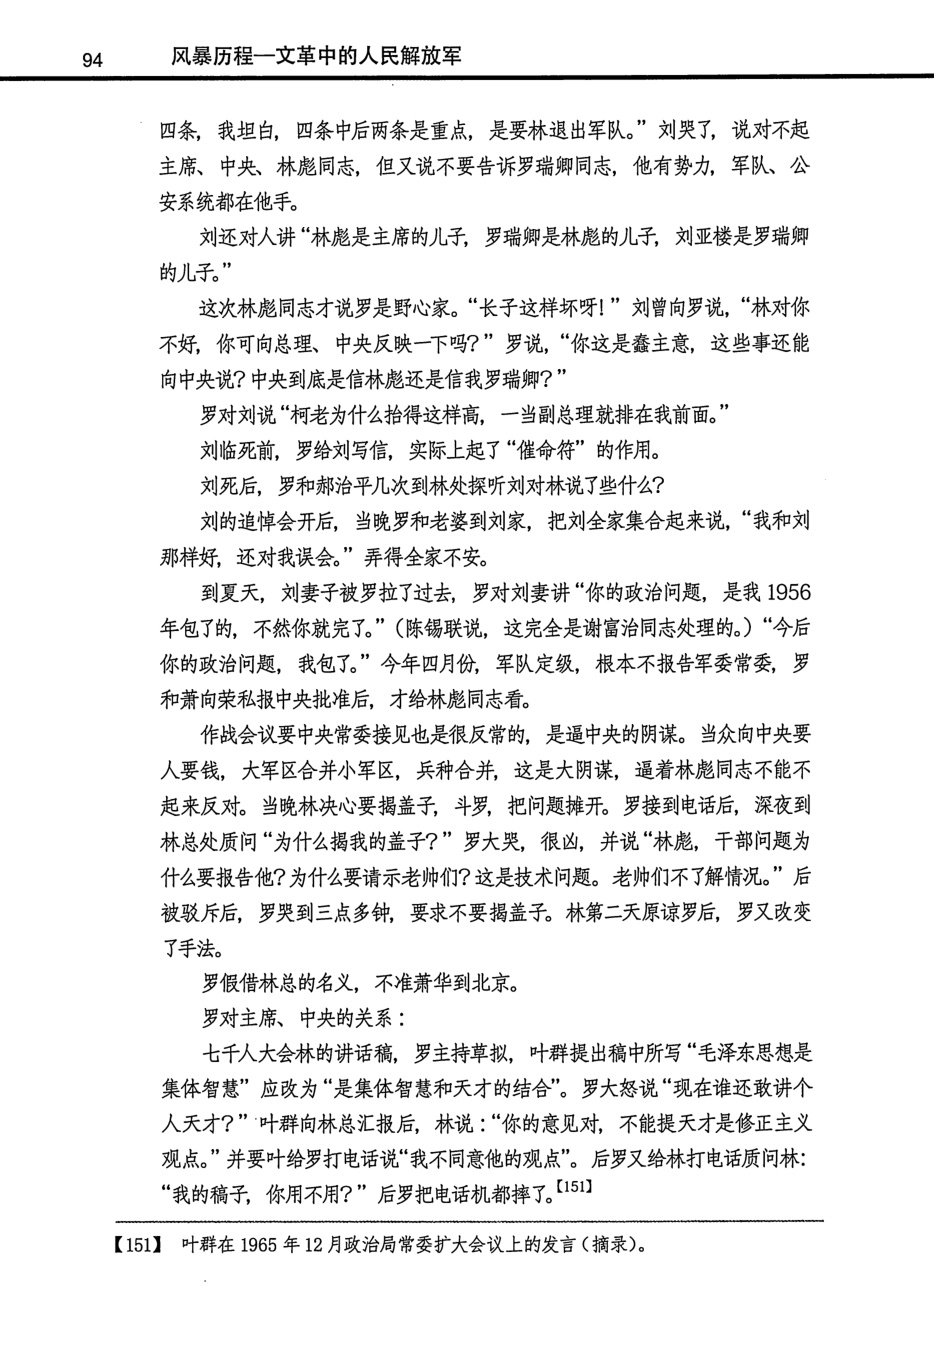 94 风暴历程—文革中的人民解放军
四条，我坦白，四条中后两条是重点，是要林退出军队。”刘哭了，说对不起
主席、中央、林彪同志，但又说不要告诉罗瑞卿同志，他有势力，军队、公
安系统都在他手。
刘还对人讲“林彪是主席的儿子，罗瑞卿是林彪的儿子，刘亚楼是罗瑞卿
的儿子。”
这次林彪同志才说罗是野心家。“长子这样坏呀！”刘曾向罗说，“林对你
不好，你可向总理、中央反映一下吗？”罗说，“你这是蠢主意，这些事还能
向中央说？中央到底是信林彪还是信我罗瑞卿？”
罗对刘说“柯老为什么抬得这样高，一当副总理就排在我前面。”
刘临死前，罗给刘写信，实际上起了“催命符”的作用。
刘死后，罗和郝治平几次到林处探听刘对林说了些什么？
刘的追悼会开后，当晚罗和老婆到刘家，把刘全家集合起来说，“我和刘
那样好，还对我误会。”弄得全家不安。
到夏天，刘妻子被罗拉了过去，罗对刘妻讲“你的政治问题，是我 1956
年包了的，不然你就完了。”（陈锡联说，这完全是谢富治同志处理的。）“今后
你的政治问题，我包了。”今年四月份，军队定级，根本不报告军委常委，罗
和萧向荣私报中央批准后，才给林彪同志看。
作战会议要中央常委接见也是很反常的，是逼中央的阴谋。当众向中央要
人要钱，大军区合并小军区，兵种合并，这是大阴谋，逼着林彪同志不能不
起来反对。当晚林决心要揭盖子，斗罗，把问题摊开。罗接到电话后，深夜到
林总处质问“为什么揭我的盖子？”罗大哭，很凶，并说“林彪，干部问题为
什么要报告他？为什么要请示老帅们？这是技术问题。老帅们不了解情况。”后
被驳斥后，罗哭到三点多钟，要求不要揭盖子。林第二天原谅罗后，罗又改变
了手法。
罗假借林总的名义，不准萧华到北京。
罗对主席、中央的关系：
七千人大会林的讲话稿，罗主持草拟，叶群提出稿中所写“毛泽东思想是
集体智慧”应改为“是集体智慧和天才的结合”。罗大怒说“现在谁还敢讲个
人天才？”叶群向林总汇报后，林说：“你的意见对，不能提天才是修正主义
观点。”并要叶给罗打电话说“我不同意他的观点”。后罗又给林打电话质问林：
“我的稿子，你用不用？”后罗把电话机都摔了。【151】
【151】 叶群在 1965 年 12 月政治局常委扩大会议上的发言（摘录）。